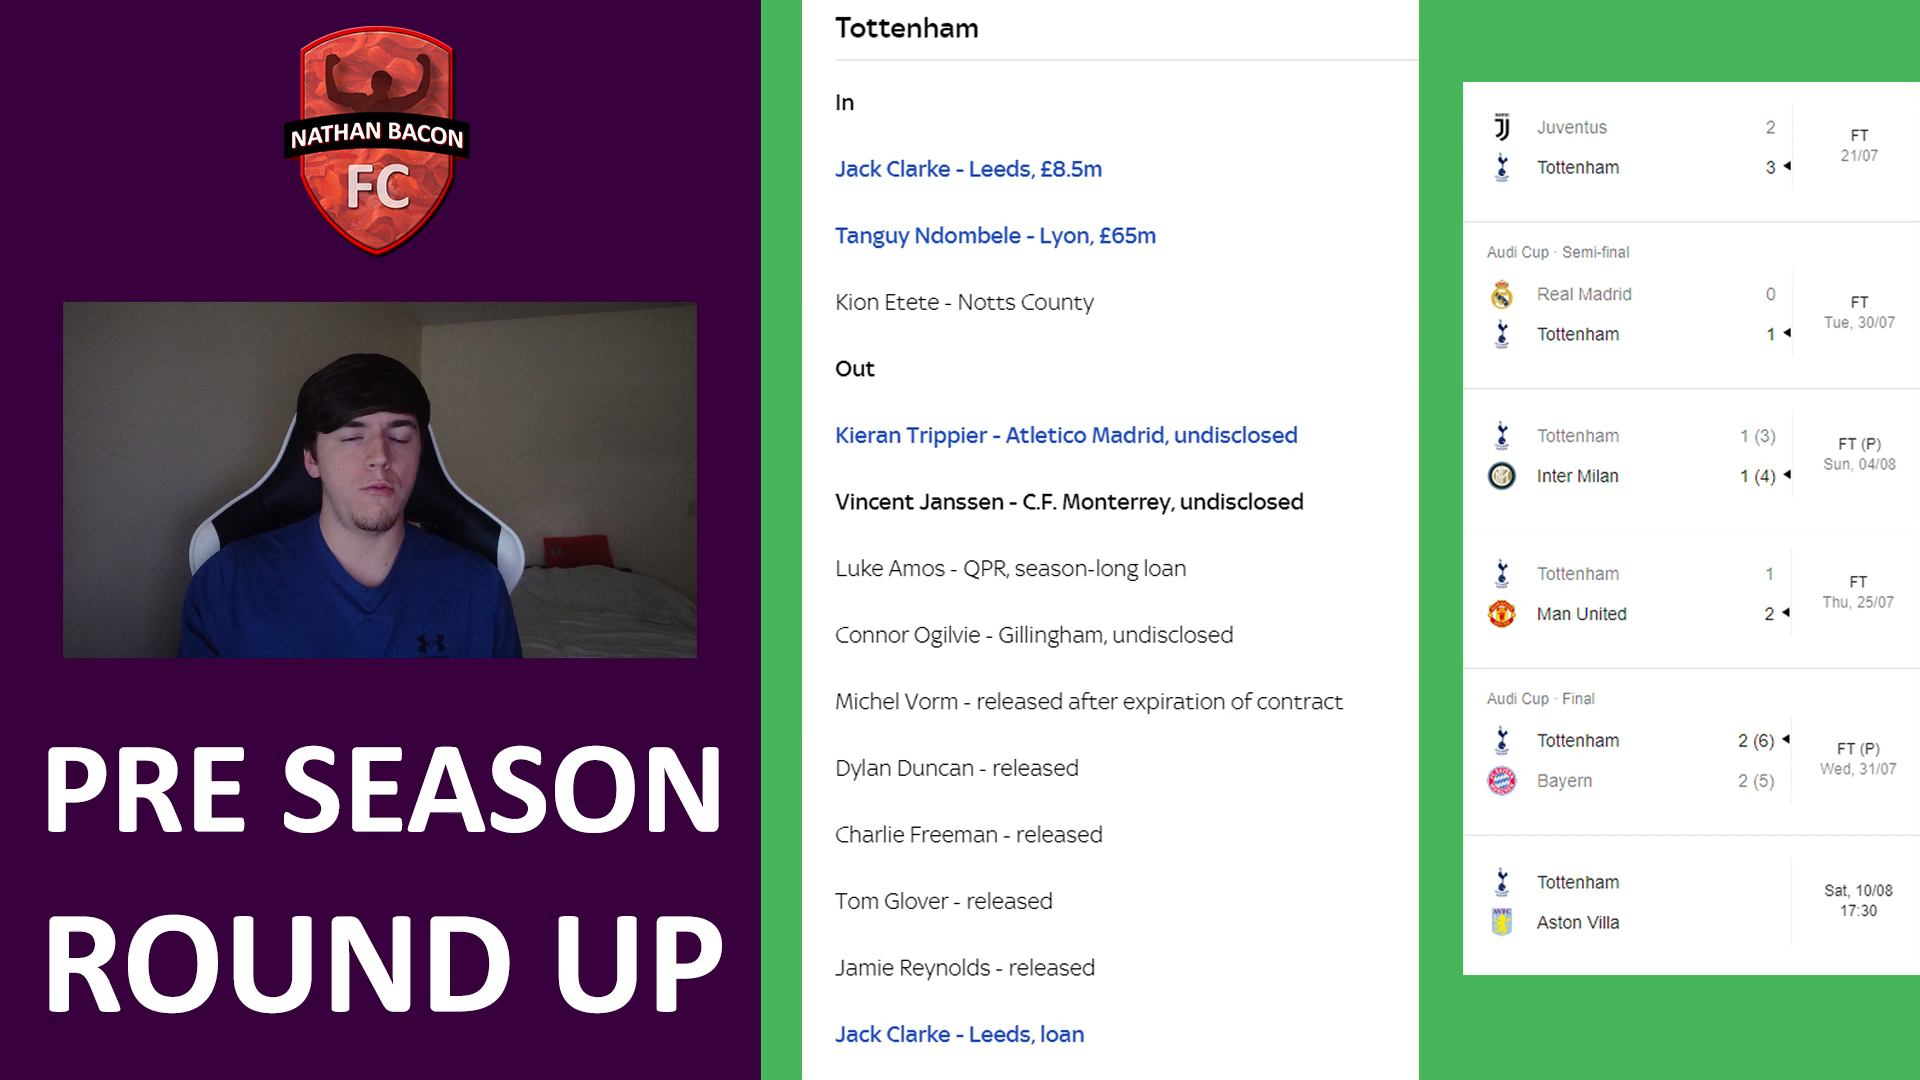 NATHAN BACON
FC
PRE SEASON
ROUND UP
Tottenham
In
Jack Clarke - Leeds, £8.5m
Tanguy Ndombele - Lyon, £65m
Kion Etete - Notts County
Out
Kieran Trippier - Atletico Madrid, undisclosed
Vincent Janssen - C.F. Monterrey, undisclosed
Luke Amos - QPR, season-long loan
Connor Ogilvie - Gillingham, undisclosed
Michel Vorm - released after expiration of contract
Dylan Duncan - released
Charlie Freeman - released
Tom Glover - released
Jamie Reynolds - released
Jack Clarke - Leeds, loan
Juventus 2
Tottenham 3
FT
21/07
Audi Cup · Semi-final
Real Madrid 0
Tottenham 1
FT
Tue, 30/07
Tottenham 1 (3)
Inter Milan 1 (4)
FT (P)
Sun, 04/08
Tottenham 1
Man United 2
FT
Thu, 25/07
Audi Cup · Final
Tottenham 2 (6)
Bayern 2 (5)
FT (P)
Wed, 31/07
Tottenham
Aston Villa
Sat, 10/08
17:30